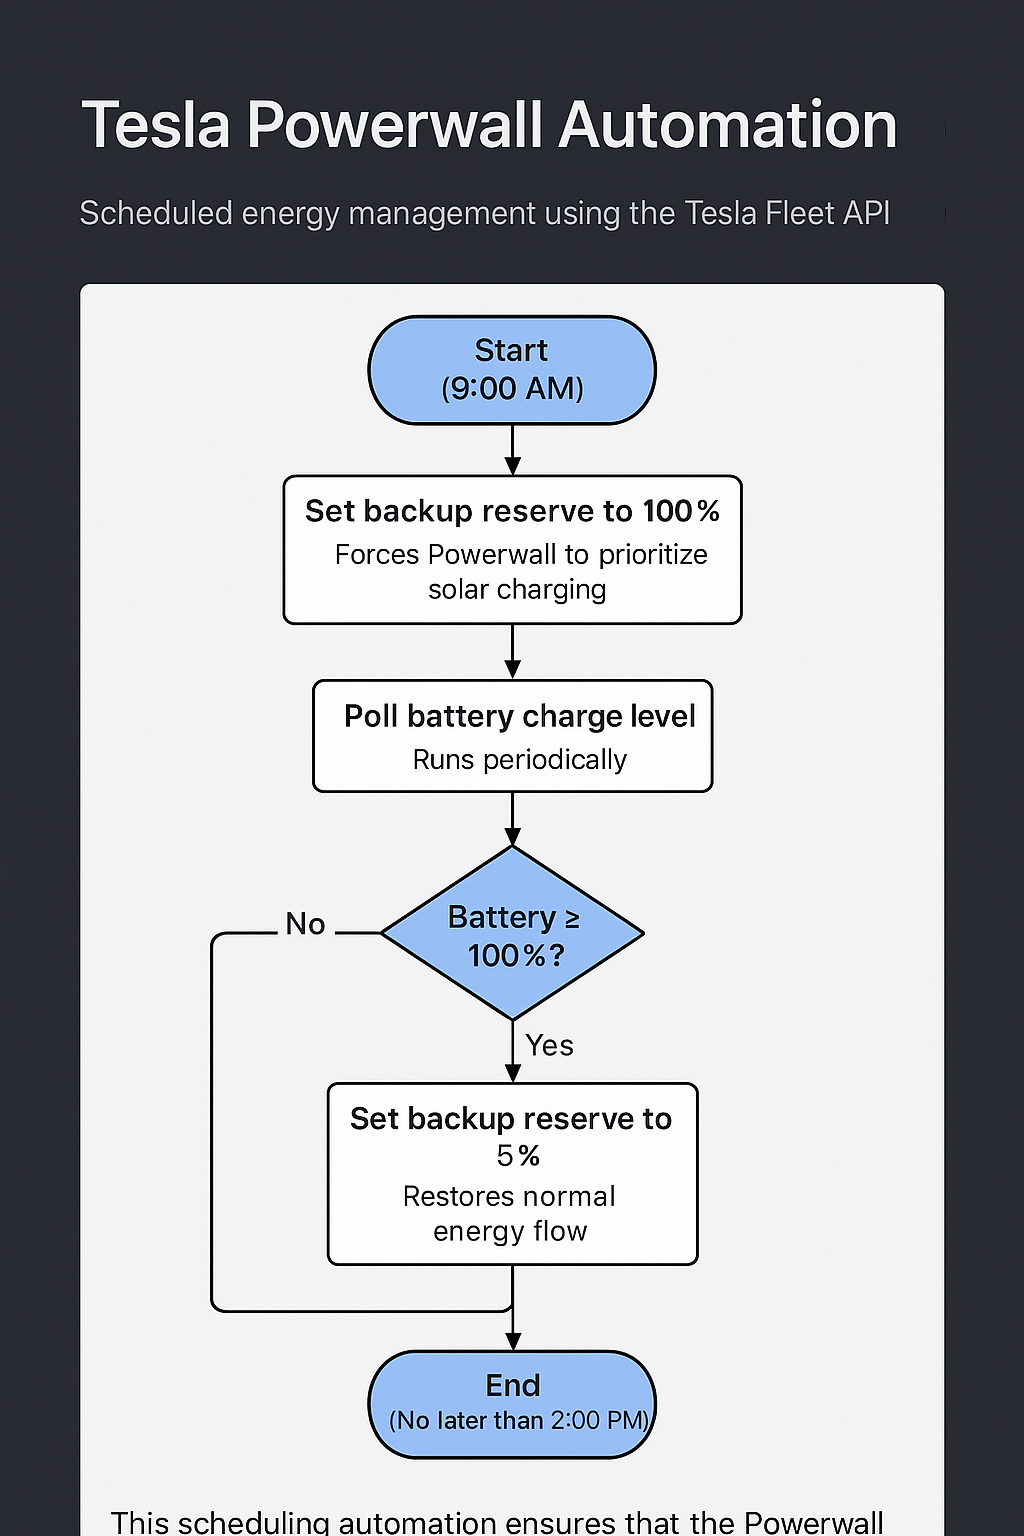 Tesla Powerwall Automation
Scheduled energy management using the Tesla Fleet API
Start
(9:00 AM)
Set backup reserve to 100%
Forces Powerwall to prioritize
solar charging
Poll battery charge level
Runs periodically
Battery ≥
100%?
No
Yes
Set backup reserve to
5%
Restores normal
energy flow
End
(No later than 2:00 PM)
This scheduling automation ensures that the Powerwall